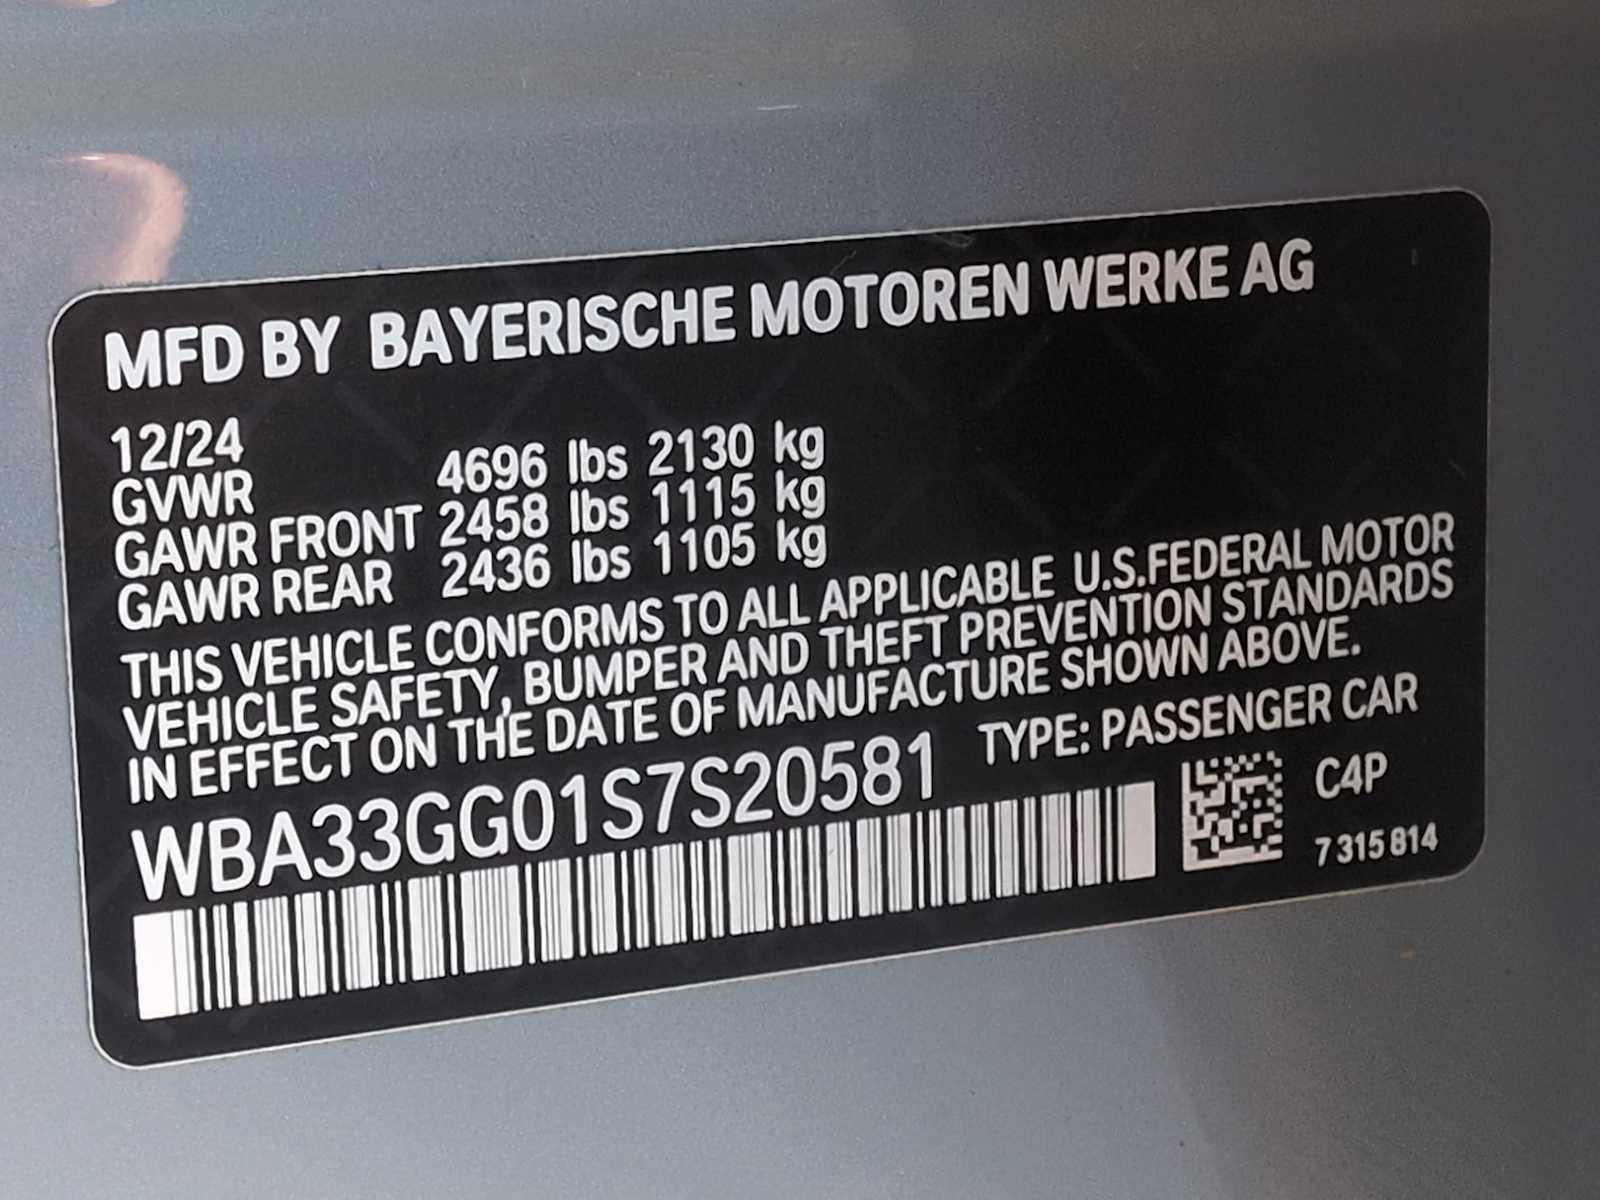 MFD BY BAYERISCHE MOTOREN WERKE AG
12/24
GVWR 4696 lbs 2130 kg
GAWR FRONT 2458 lbs 1115 kg
GAWR REAR 2436 lbs 1105 kg
THIS VEHICLE CONFORMS TO ALL APPLICABLE U.S.FEDERAL MOTOR
VEHICLE SAFETY, BUMPER AND THEFT PREVENTION STANDARDS
IN EFFECT ON THE DATE OF MANUFACTURE SHOWN ABOVE.
WBA33GG01S7S20581 TYPE: PASSENGER CAR
C4P
7 315 814